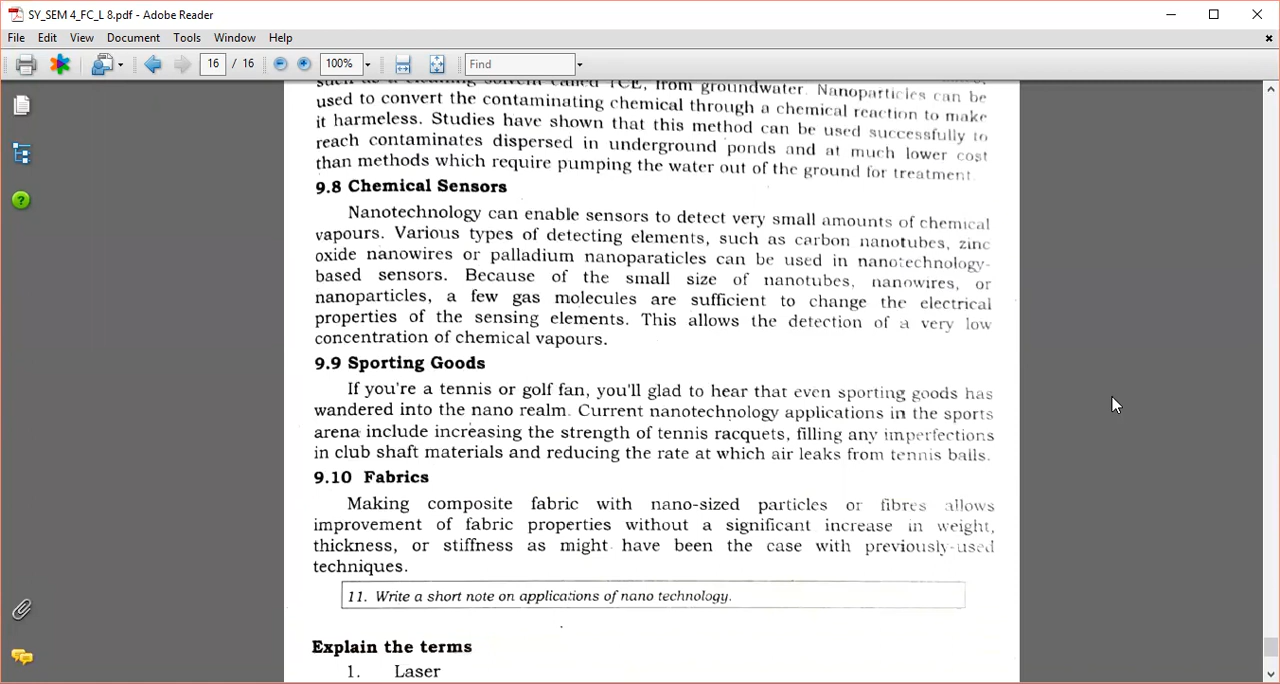 SY_SEM 4_FC_L 8.pdf - Adobe Reader
File Edit View Document Tools Window Help
16 / 16 100% Find
such as a cleaning solvent called TCE, from groundwater. Nanoparticles can be
used to convert the contaminating chemical through a chemical reaction to make
it harmless. Studies have shown that this method can be used successfully to
reach contaminates dispersed in underground ponds and at much lower cost
than methods which require pumping the water out of the ground for treatment.
9.8 Chemical Sensors
Nanotechnology can enable sensors to detect very small amounts of chemical
vapours. Various types of detecting elements, such as carbon nanotubes, zinc
oxide nanowires or palladium nanoparaticles can be used in nanotechnology-
based sensors. Because of the small size of nanotubes, nanowires, or
nanoparticles, a few gas molecules are sufficient to change the electrical
properties of the sensing elements. This allows the detection of a very low
concentration of chemical vapours.
9.9 Sporting Goods
If you're a tennis or golf fan, you'll glad to hear that even sporting goods has
wandered into the nano realm. Current nanotechnology applications in the sports
arena include increasing the strength of tennis racquets, filling any imperfections
in club shaft materials and reducing the rate at which air leaks from tennis balls.
9.10 Fabrics
Making composite fabric with nano-sized particles or fibres allows
improvement of fabric properties without a significant increase in weight,
thickness, or stiffness as might have been the case with previously-used
techniques.
11. Write a short note on applications of nano technology.
Explain the terms
1. Laser